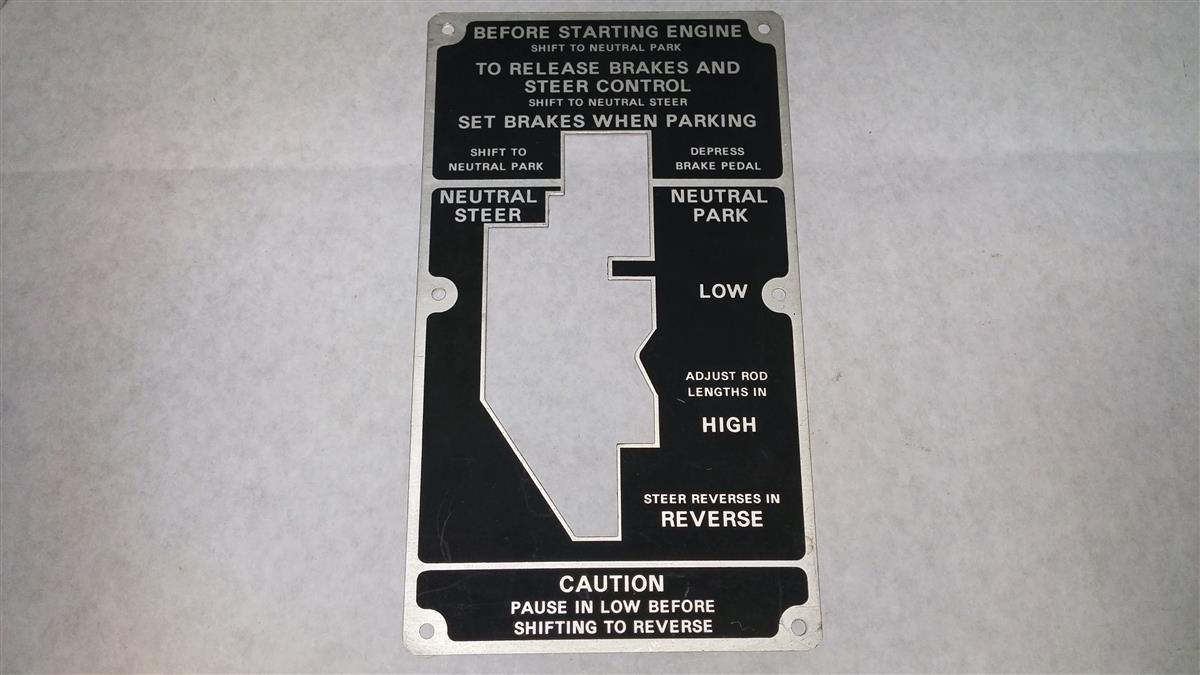 BEFORE STARTING ENGINE
SHIFT TO NEUTRAL PARK
TO RELEASE BRAKES AND
STEER CONTROL
SHIFT TO NEUTRAL STEER
SET BRAKES WHEN PARKING
SHIFT TO
NEUTRAL PARK
DEPRESS
BRAKE PEDAL
NEUTRAL
STEER
NEUTRAL
PARK
LOW
ADJUST ROD
LENGTHS IN
HIGH
STEER REVERSES IN
REVERSE
CAUTION
PAUSE IN LOW BEFORE
SHIFTING TO REVERSE